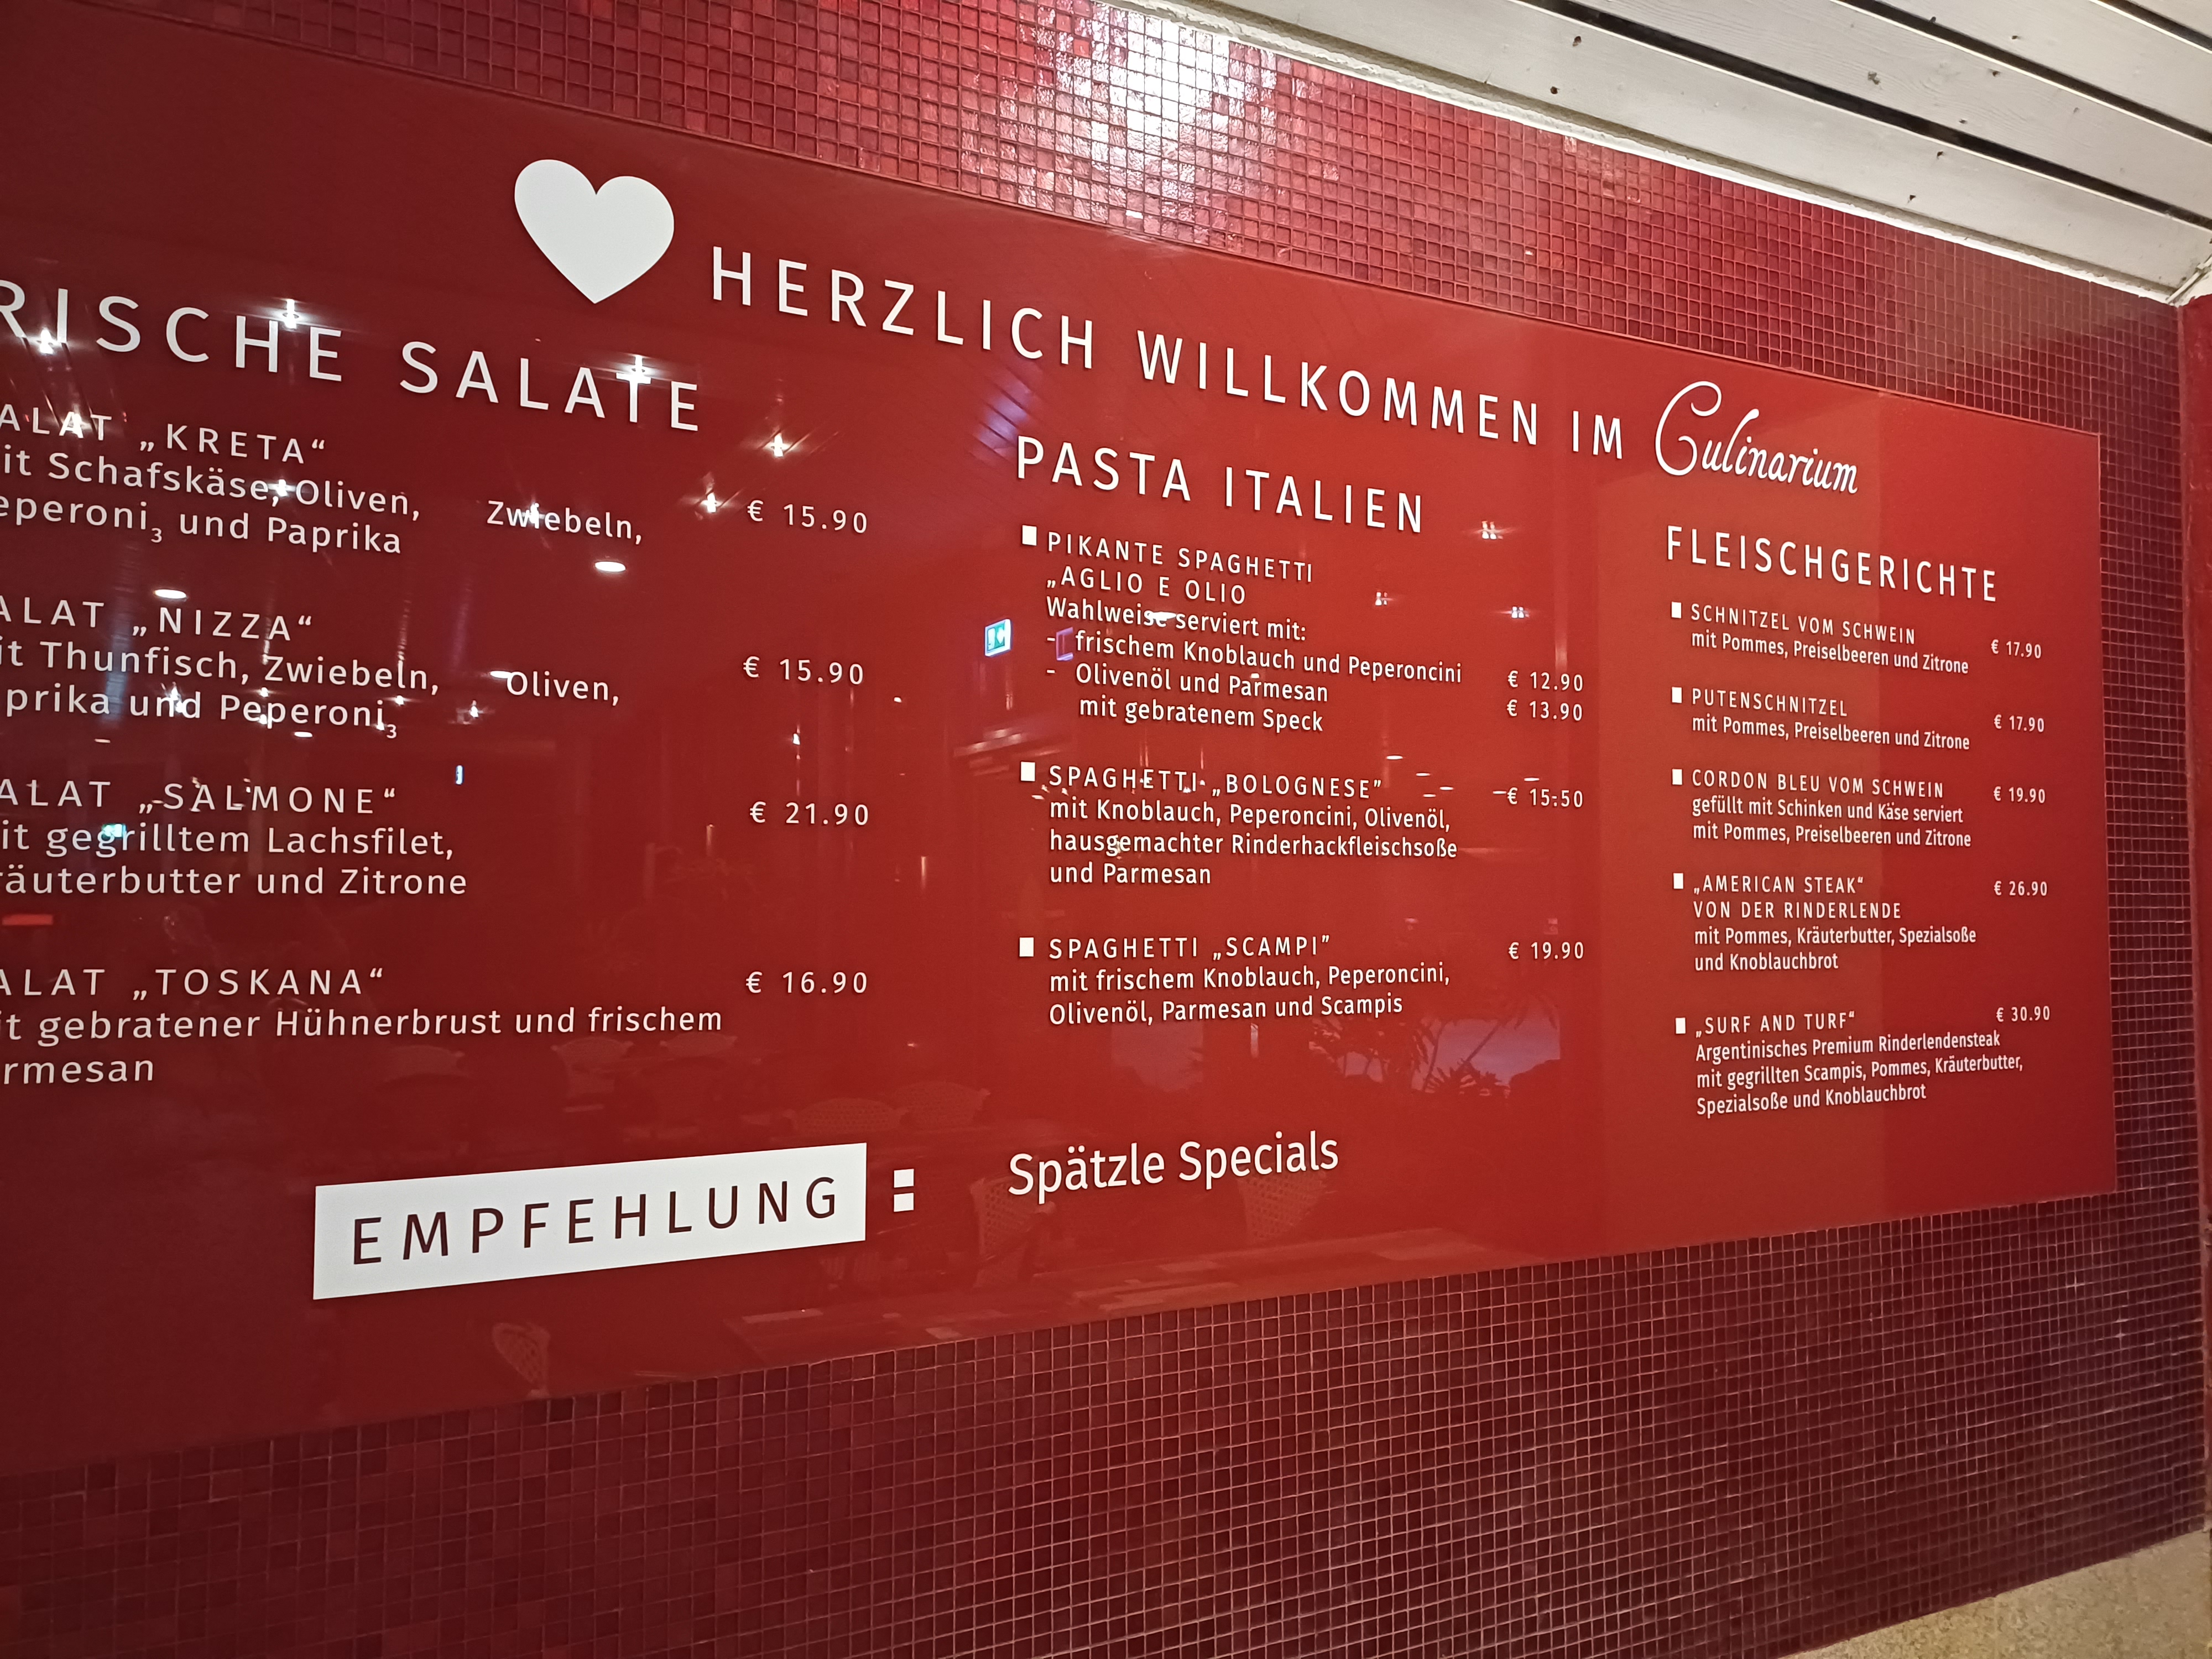 HERZLICH WILLKOMMEN IM Culinarium
RISCHE SALATE
ALAT „KRETA“
it Schafskäse, Oliven, Zwiebeln,
eperoni₃ und Paprika
€ 15.90
ALAT „NIZZA“
it Thunfisch, Zwiebeln, Oliven,
prika und Peperoni₃
€ 15.90
ALAT „SALMONE“
€ 21.90
it gegrilltem Lachsfilet,
räuterbutter und Zitrone
ALAT „TOSKANA“
€ 16.90
it gebratener Hühnerbrust und frischem
rmesan
PASTA ITALIEN
PIKANTE SPAGHETTI
„AGLIO E OLIO
Wahlweise serviert mit:
- frischem Knoblauch und Peperoncini
€ 12.90
- Olivenöl und Parmesan
€ 13.90
mit gebratenem Speck
SPAGHETTI „BOLOGNESE”
€ 15.50
mit Knoblauch, Peperoncini, Olivenöl,
hausgemachter Rinderhackfleischsoße
und Parmesan
SPAGHETTI „SCAMPI”
€ 19.90
mit frischem Knoblauch, Peperoncini,
Olivenöl, Parmesan und Scampis
FLEISCHGERICHTE
SCHNITZEL VOM SCHWEIN
€ 17.90
mit Pommes, Preiselbeeren und Zitrone
PUTENSCHNITZEL
€ 17.90
mit Pommes, Preiselbeeren und Zitrone
CORDON BLEU VOM SCHWEIN
€ 19.90
gefüllt mit Schinken und Käse serviert
mit Pommes, Preiselbeeren und Zitrone
„AMERICAN STEAK“
€ 26.90
VON DER RINDERLENDE
mit Pommes, Kräuterbutter, Spezialsoße
und Knoblauchbrot
„SURF AND TURF“
€ 30.90
Argentinisches Premium Rinderlendensteak
mit gegrillten Scampis, Pommes, Kräuterbutter,
Spezialsoße und Knoblauchbrot
EMPFEHLUNG : Spätzle Specials